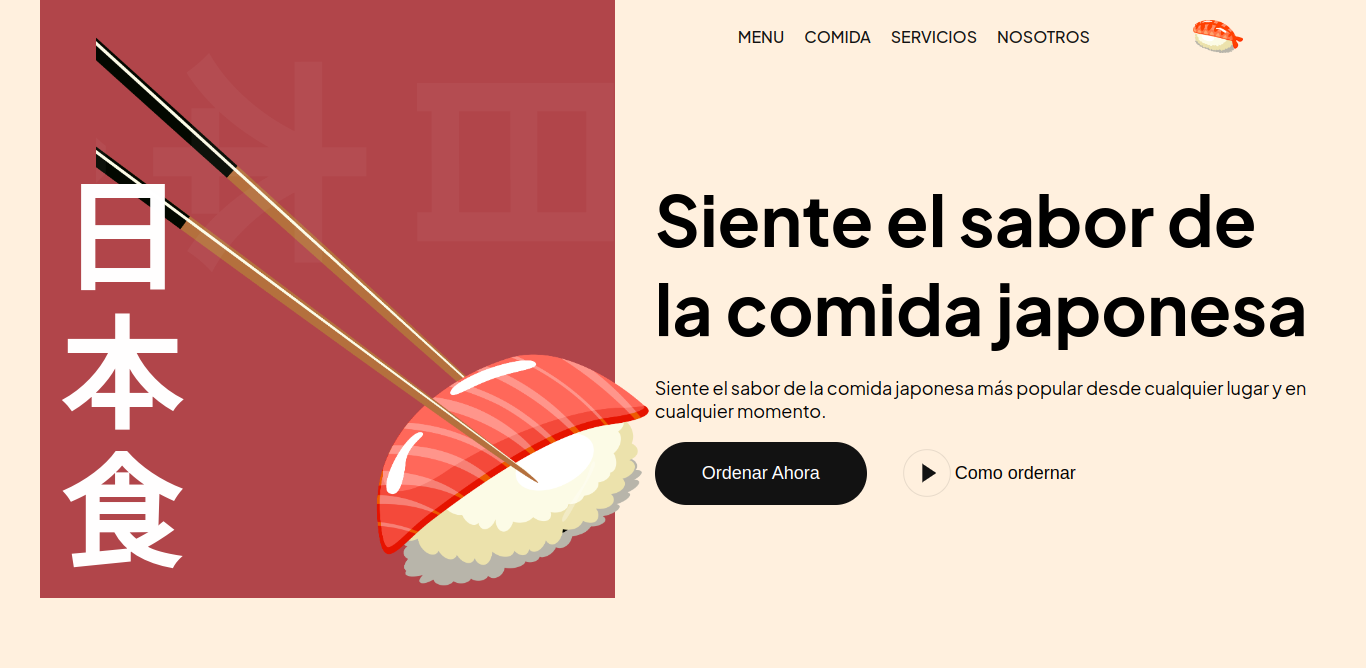 MENU COMIDA SERVICIOS NOSOTROS
日本食
Siente el sabor de
la comida japonesa
Siente el sabor de la comida japonesa más popular desde cualquier lugar y en
cualquier momento.
Ordenar Ahora
Como ordernar